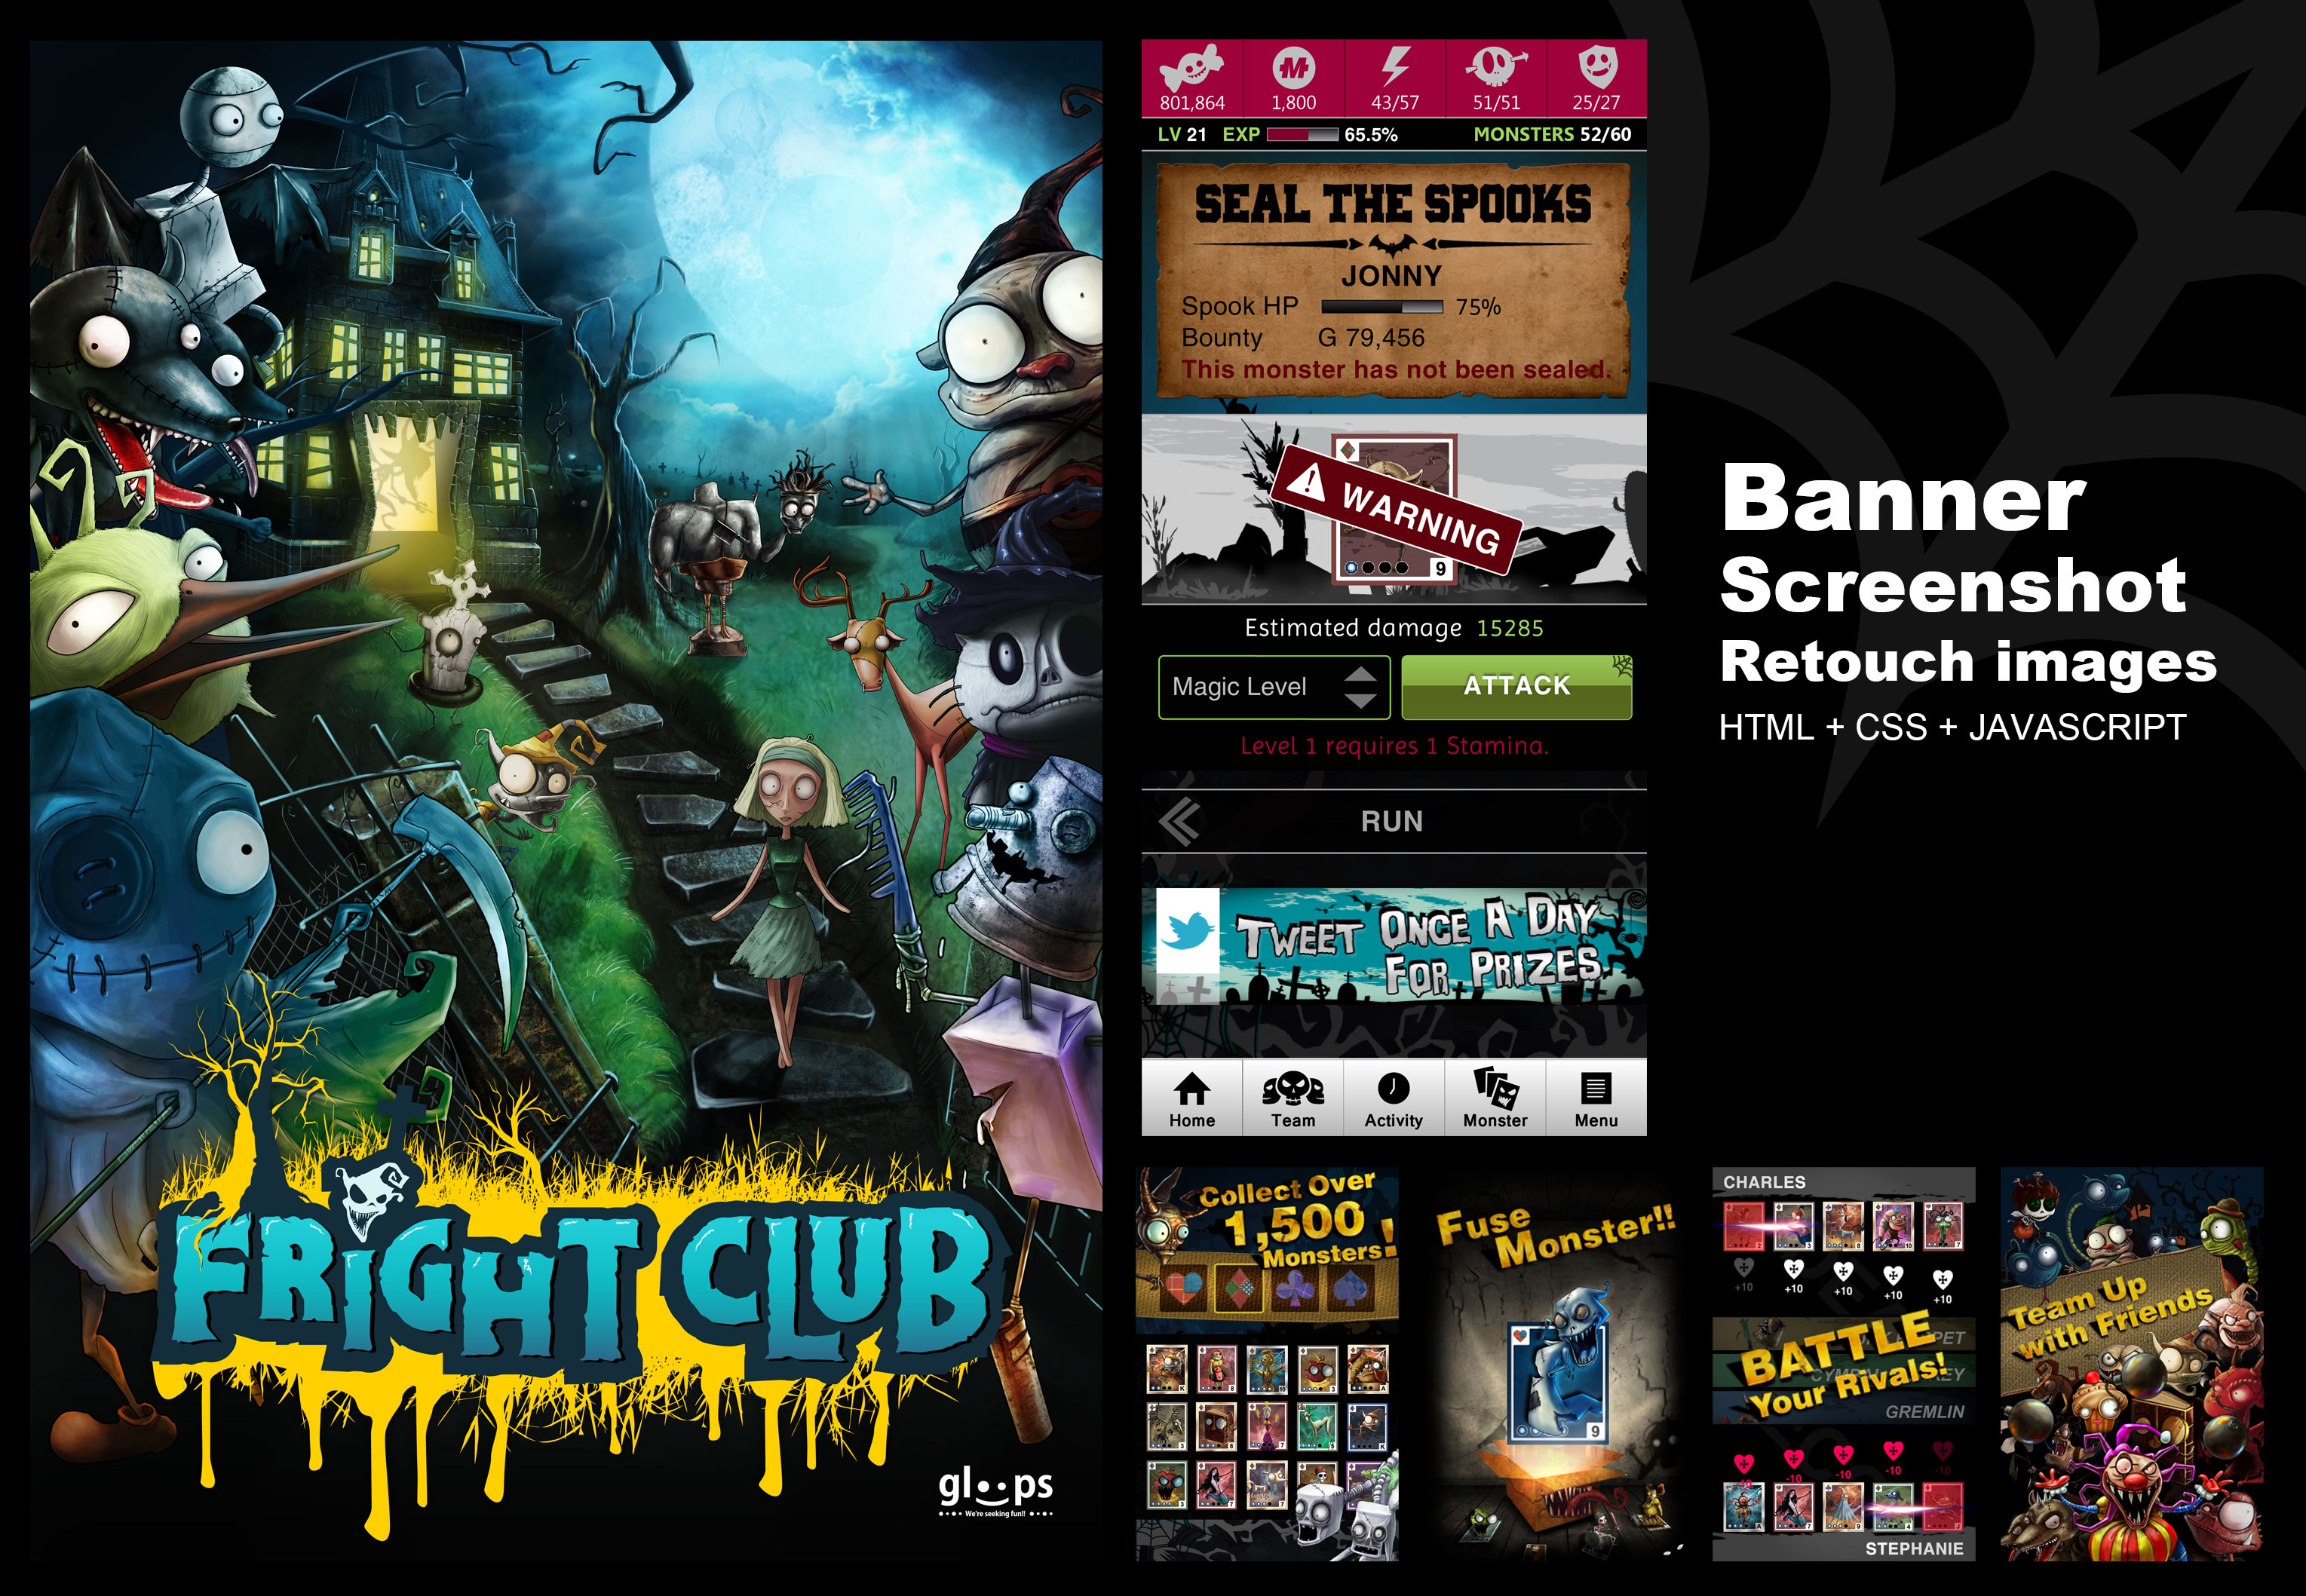 FRIGHT CLUB
gloops
We're seeking fun!!
801,864
1,800
43/57
51/51
25/27
LV 21 EXP 65.5% MONSTERS 52/60
SEAL THE SPOOKS
JONNY
Spook HP 75%
Bounty G 79,456
This monster has not been sealed.
WARNING
9
Estimated damage 15285
Magic Level
ATTACK
Level 1 requires 1 Stamina.
RUN
TWEET ONCE A DAY
FOR PRIZES
Home
Team
Activity
Monster
Menu
Banner
Screenshot
Retouch images
HTML + CSS + JAVASCRIPT
Collect Over
1,500
Monsters!
Fuse
Monster!!
9
CHARLES
+10
+10
+10
+10
+10
BATTLE
Your Rivals!
GREMLIN
-10
-10
-10
-10
-10
STEPHANIE
Team Up
with Friends